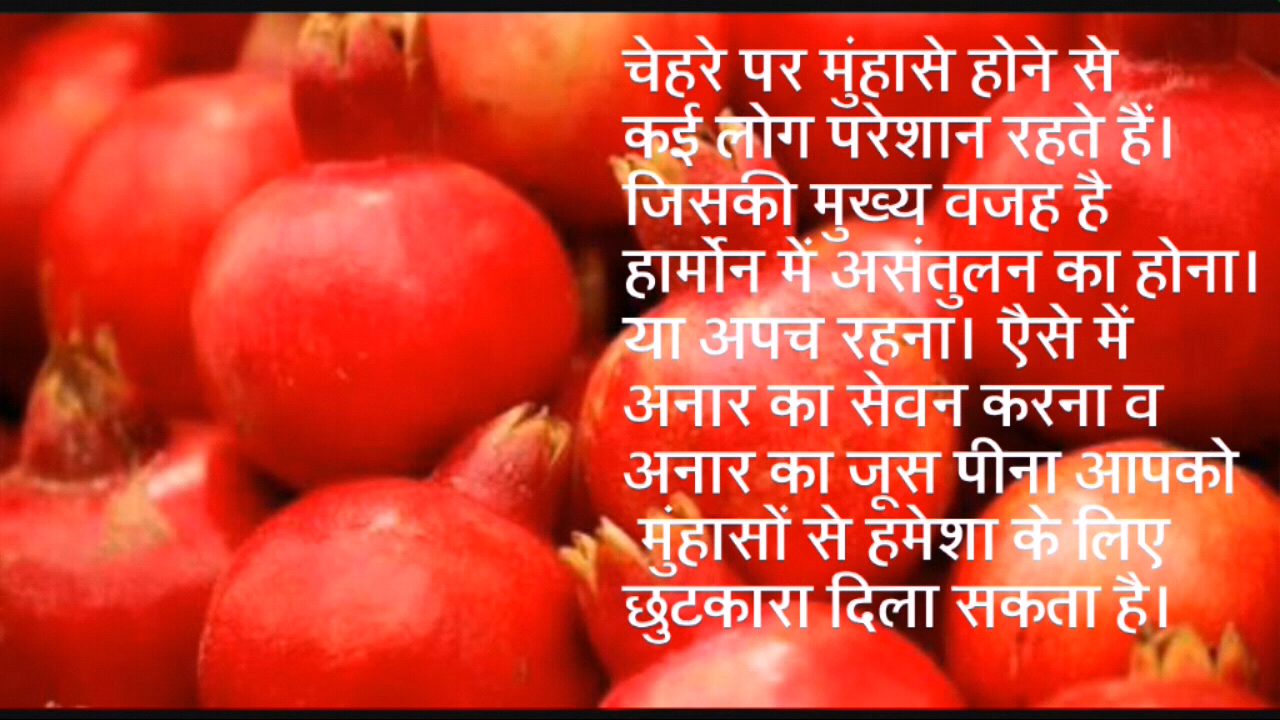 चेहरे पर मुंहासे होने से
कई लोग परेशान रहते हैं।
जिसकी मुख्य वजह है
हार्मोन में असंतुलन का होना।
या अपच रहना। एैसे में
अनार का सेवन करना व
अनार का जूस पीना आपको
मुंहासों से हमेशा के लिए
छुटकारा दिला सकता है।